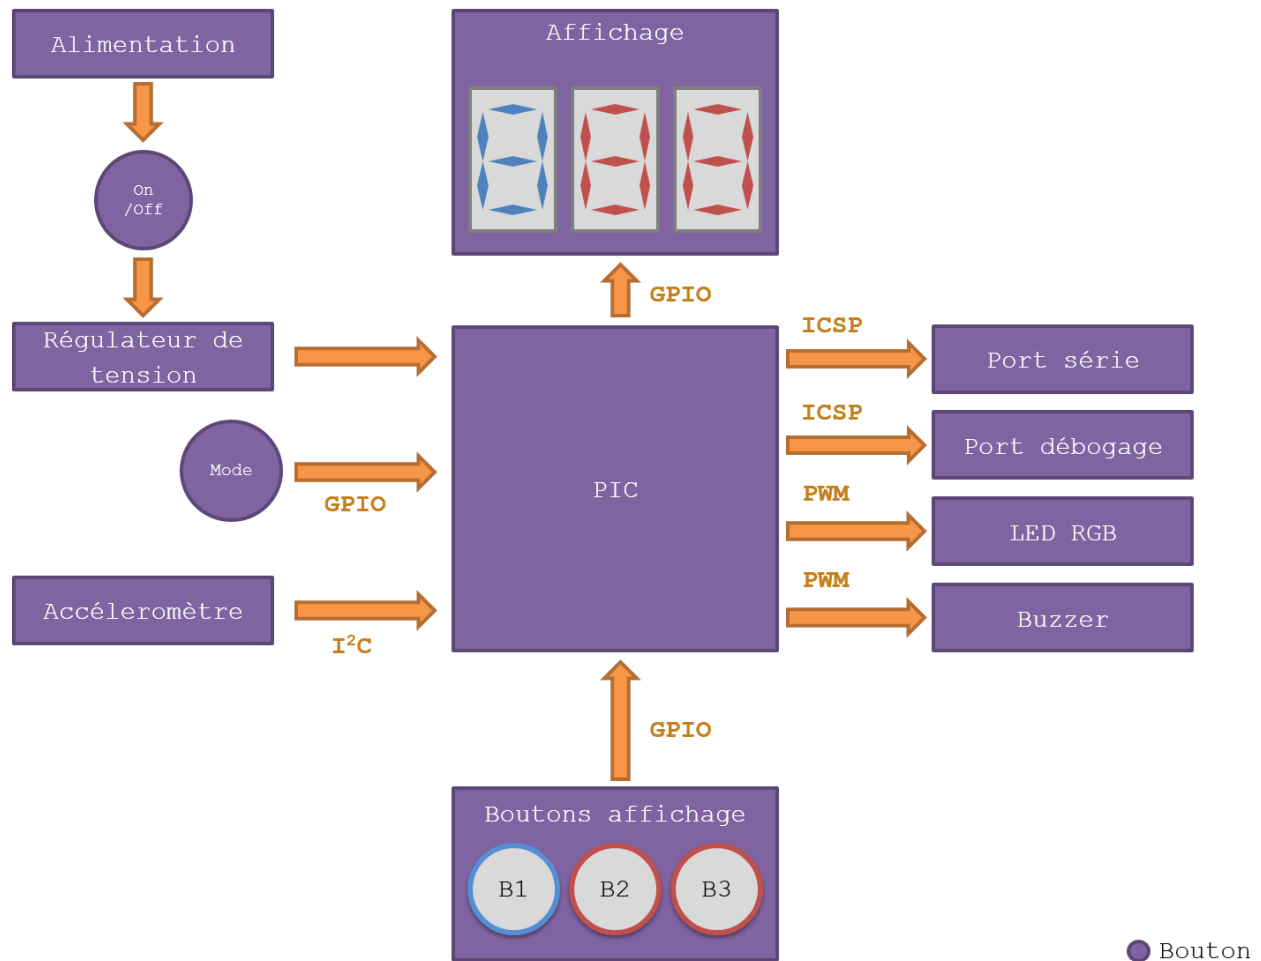 Alimentation
On
/Off
Régulateur de
tension
Mode
GPIO
Accéleromètre
I²C
Affichage
GPIO
PIC
GPIO
Boutons affichage
B1
B2
B3
ICSP
Port série
ICSP
Port débogage
PWM
LED RGB
PWM
Buzzer
Bouton